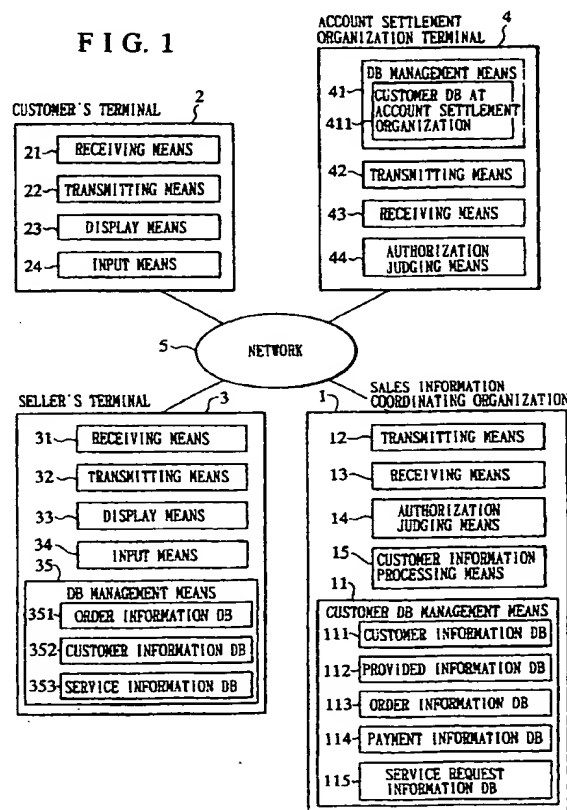 FIG. 1
ACCOUNT SETTLEMENT
ORGANIZATION TERMINAL
4
DB MANAGEMENT MEANS
41
CUSTOMER DB AT
411
ACCOUNT SETTLEMENT
ORGANIZATION
42
TRANSMITTING MEANS
43
RECEIVING MEANS
44
AUTHORIZATION
JUDGING MEANS
CUSTOMER'S TERMINAL
2
21
RECEIVING MEANS
22
TRANSMITTING MEANS
23
DISPLAY MEANS
24
INPUT MEANS
5
NETWORK
SELLER'S TERMINAL
3
31
RECEIVING MEANS
32
TRANSMITTING MEANS
33
DISPLAY MEANS
34
INPUT MEANS
35
DB MANAGEMENT MEANS
351
ORDER INFORMATION DB
352
CUSTOMER INFORMATION DB
353
SERVICE INFORMATION DB
SALES INFORMATION
1
COORDINATING ORGANIZATION
12
TRANSMITTING MEANS
13
RECEIVING MEANS
14
AUTHORIZATION
JUDGING MEANS
15
CUSTOMER INFORMATION
PROCESSING MEANS
11
CUSTOMER DB MANAGEMENT MEANS
111
CUSTOMER INFORMATION DB
112
PROVIDED INFORMATION DB
113
ORDER INFORMATION DB
114
PAYMENT INFORMATION DB
115
SERVICE REQUEST
INFORMATION DB